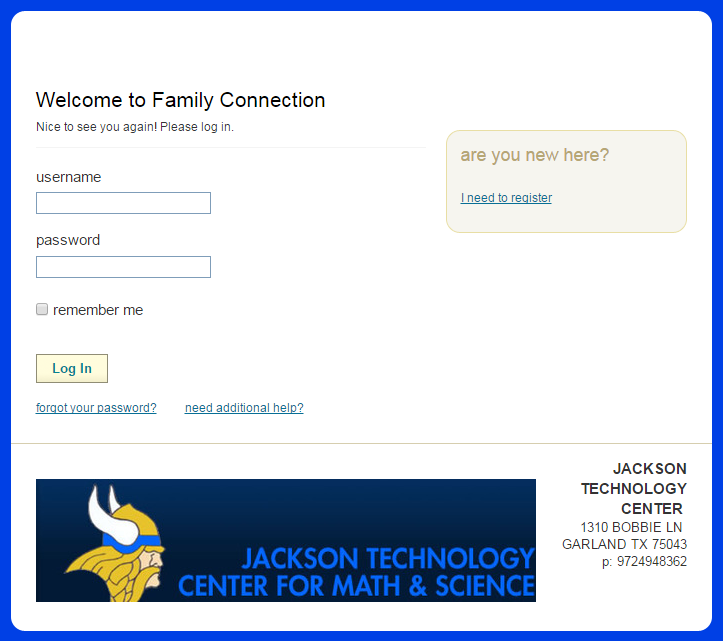 Welcome to Family Connection
Nice to see you again! Please log in.
are you new here?
I need to register
username
password
remember me
Log In
forgot your password?
need additional help?
JACKSON TECHNOLOGY
CENTER FOR MATH & SCIENCE
JACKSON
TECHNOLOGY
CENTER
1310 BOBBIE LN
GARLAND TX 75043
p: 9724948362